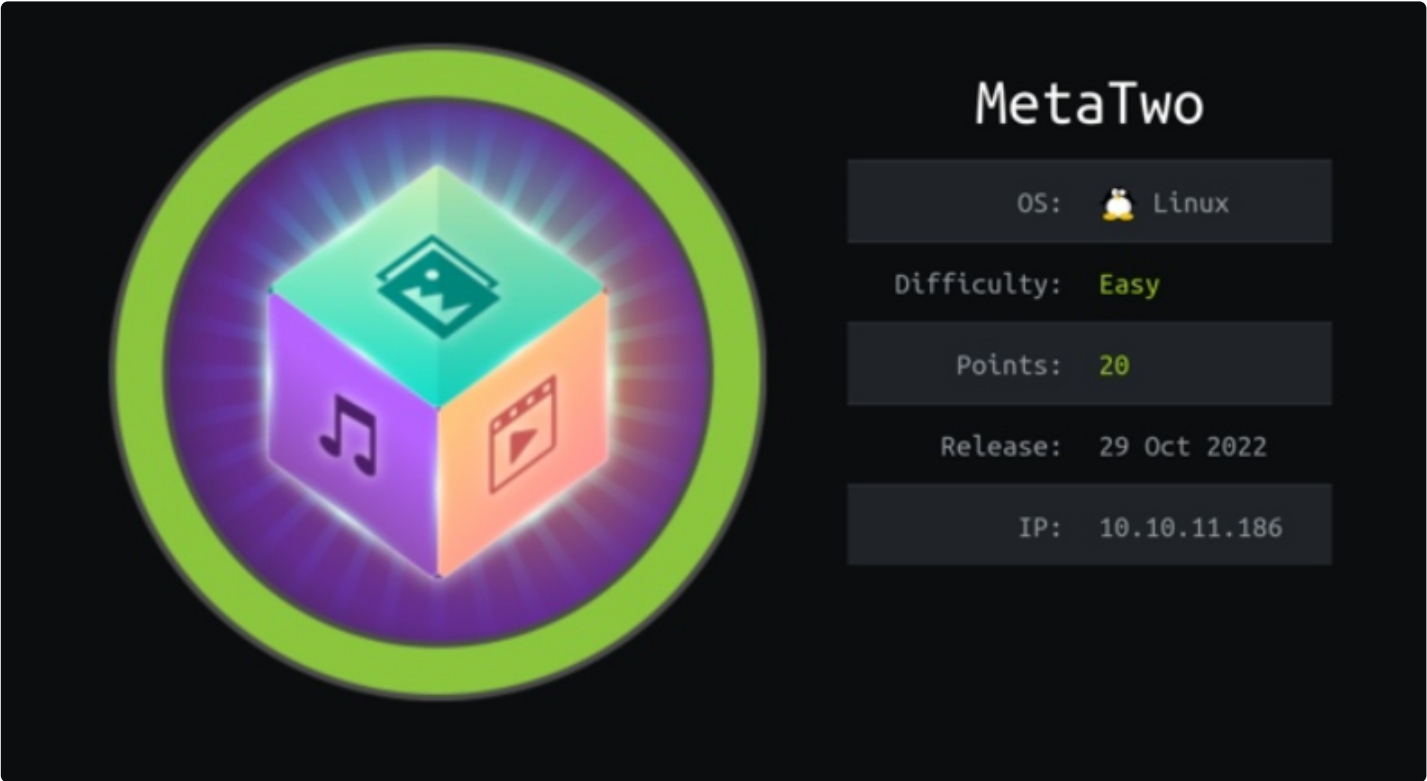 MetaTwo
OS: Linux
Difficulty: Easy
Points: 20
Release: 29 Oct 2022
IP: 10.10.11.186